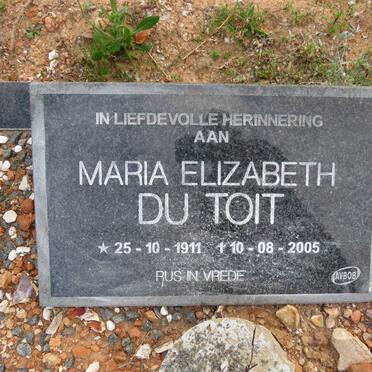 IN LIEFDEVOLLE HERINNERING
AAN
MARIA ELIZABETH
DU TOIT
★ 25 - 10 - 1911 † 10 - 08 - 2005
RUS IN VREDE
AVBOB